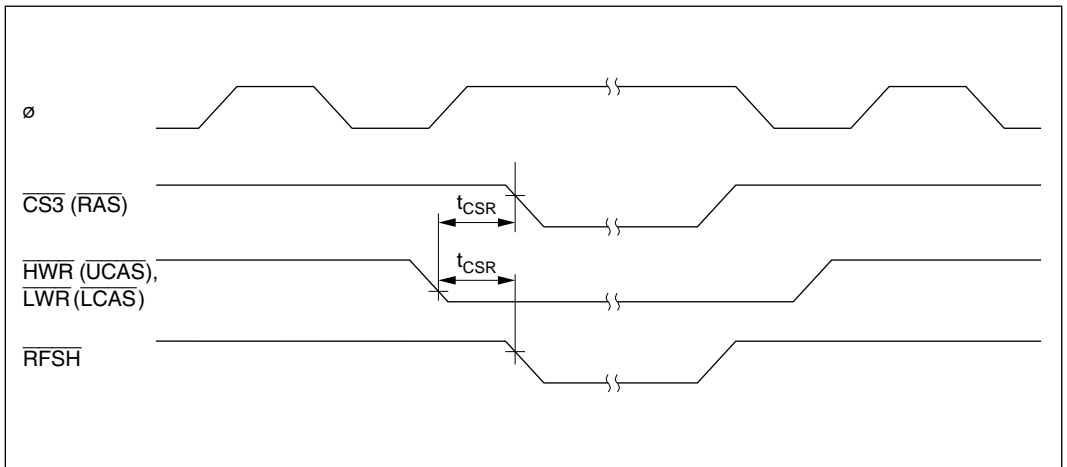 ø
CS3 (RAS)
tCSR
HWR (UCAS),
tCSR
LWR (LCAS)
RFSH